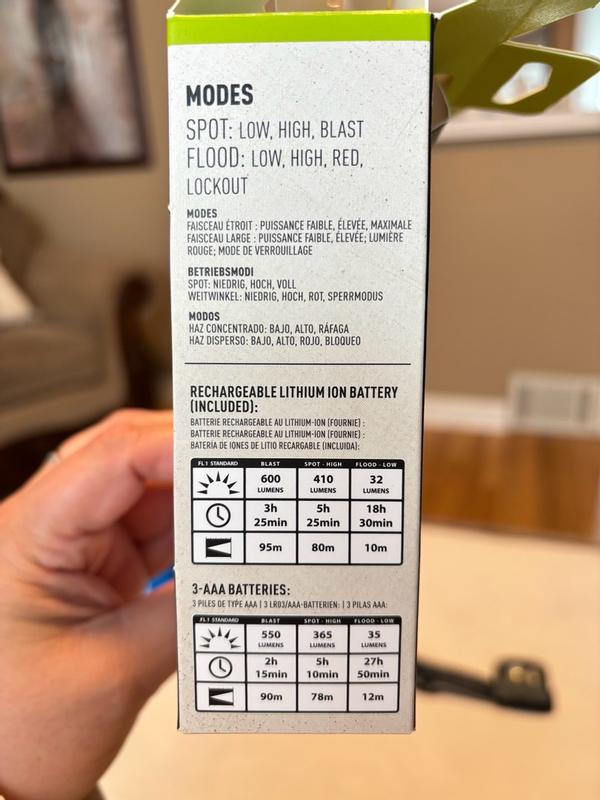 MODES
SPOT: LOW, HIGH, BLAST
FLOOD: LOW, HIGH, RED,
LOCKOUT
MODES
FAISCEAU ÉTROIT : PUISSANCE FAIBLE, ÉLEVÉE, MAXIMALE
FAISCEAU LARGE : PUISSANCE FAIBLE, ÉLEVÉE; LUMIÈRE
ROUGE; MODE DE VERROUILLAGE
BETRIEBSMODI
SPOT: NIEDRIG, HOCH, VOLL
WEITWINKEL: NIEDRIG, HOCH, ROT, SPERRMODUS
MODOS
HAZ CONCENTRADO: BAJO, ALTO, RÁFAGA
HAZ DISPERSO: BAJO, ALTO, ROJO, BLOQUEO
RECHARGEABLE LITHIUM ION BATTERY
(INCLUDED):
BATTERIE RECHARGEABLE AU LITHIUM-ION (FOURNIE) :
BATTERIE RECHARGEABLE AU LITHIUM-ION (FOURNIE) :
BATERÍA DE IONES DE LITIO RECARGABLE (INCLUIDA):
FL1 STANDARD BLAST SPOT - HIGH FLOOD - LOW
600 410 32
LUMENS LUMENS LUMENS
3h 5h 18h
25min 25min 30min
95m 80m 10m
3-AAA BATTERIES:
3 PILES DE TYPE AAA | 3 LR03/AAA-BATTERIEN: | 3 PILAS AAA:
FL1 STANDARD BLAST SPOT - HIGH FLOOD - LOW
550 365 35
LUMENS LUMENS LUMENS
2h 5h 27h
15min 10min 50min
90m 78m 12m